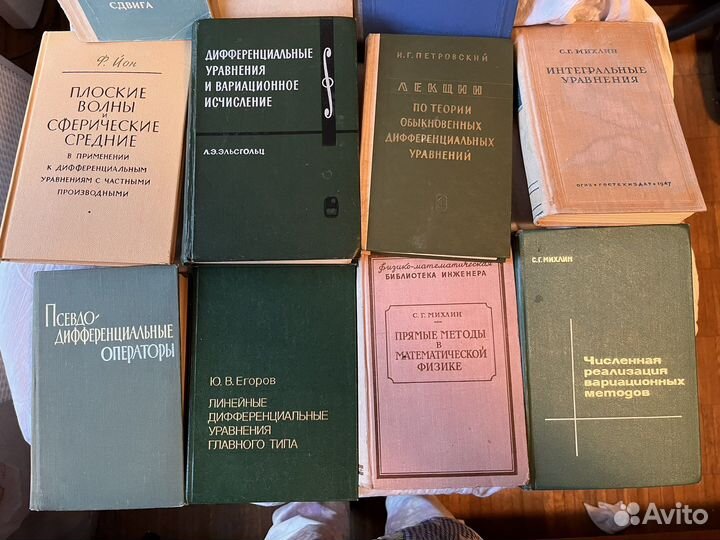 СДВИГА
Ф. Йон
ПЛОСКИЕ
ВОЛНЫ
И
СФЕРИЧЕСКИЕ
СРЕДНИЕ
В ПРИМЕНЕНИИ
К ДИФФЕРЕНЦИАЛЬНЫМ
УРАВНЕНИЯМ С ЧАСТНЫМИ
ПРОИЗВОДНЫМИ
ДИФФЕРЕНЦИАЛЬНЫЕ
УРАВНЕНИЯ
И ВАРИАЦИОННОЕ
ИСЧИСЛЕНИЕ
Л.Э.ЭЛЬСГОЛЬЦ
И.Г. ПЕТРОВСКИЙ
ЛЕКЦИИ
ПО ТЕОРИИ
ОБЫКНОВЕННЫХ
ДИФФЕРЕНЦИАЛЬНЫХ
УРАВНЕНИЙ
С.Г. МИХЛИН
ИНТЕГРАЛЬНЫЕ
УРАВНЕНИЯ
ОГИЗ • ГОСТЕХИЗДАТ • 1947
ПСЕВДО-
ДИФФЕРЕНЦИАЛЬНЫЕ
ОПЕРАТОРЫ
Ю. В. Егоров
ЛИНЕЙНЫЕ
ДИФФЕРЕНЦИАЛЬНЫЕ
УРАВНЕНИЯ
ГЛАВНОГО ТИПА
Физико-математическая
БИБЛИОТЕКА ИНЖЕНЕРА
С. Г. МИХЛИН
ПРЯМЫЕ МЕТОДЫ
В
МАТЕМАТИЧЕСКОЙ
ФИЗИКЕ
С. Г. МИХЛИН
Численная
реализация
вариационных
методов
Avito